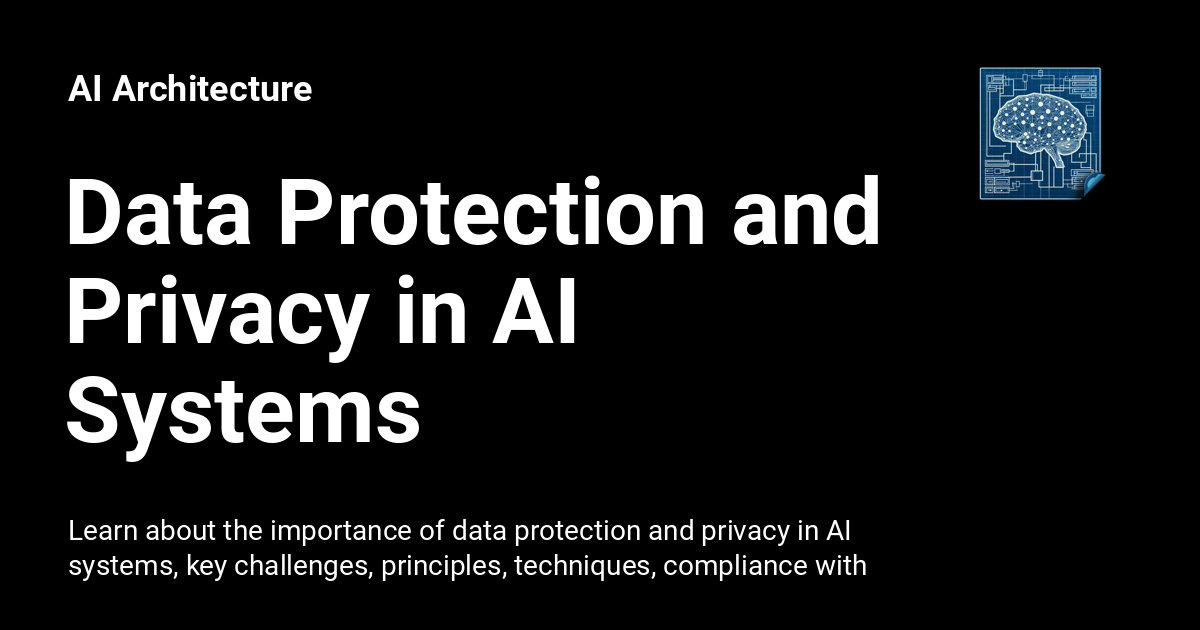 AI Architecture
Data Protection and
Privacy in AI
Systems
Learn about the importance of data protection and privacy in AI
systems, key challenges, principles, techniques, compliance with